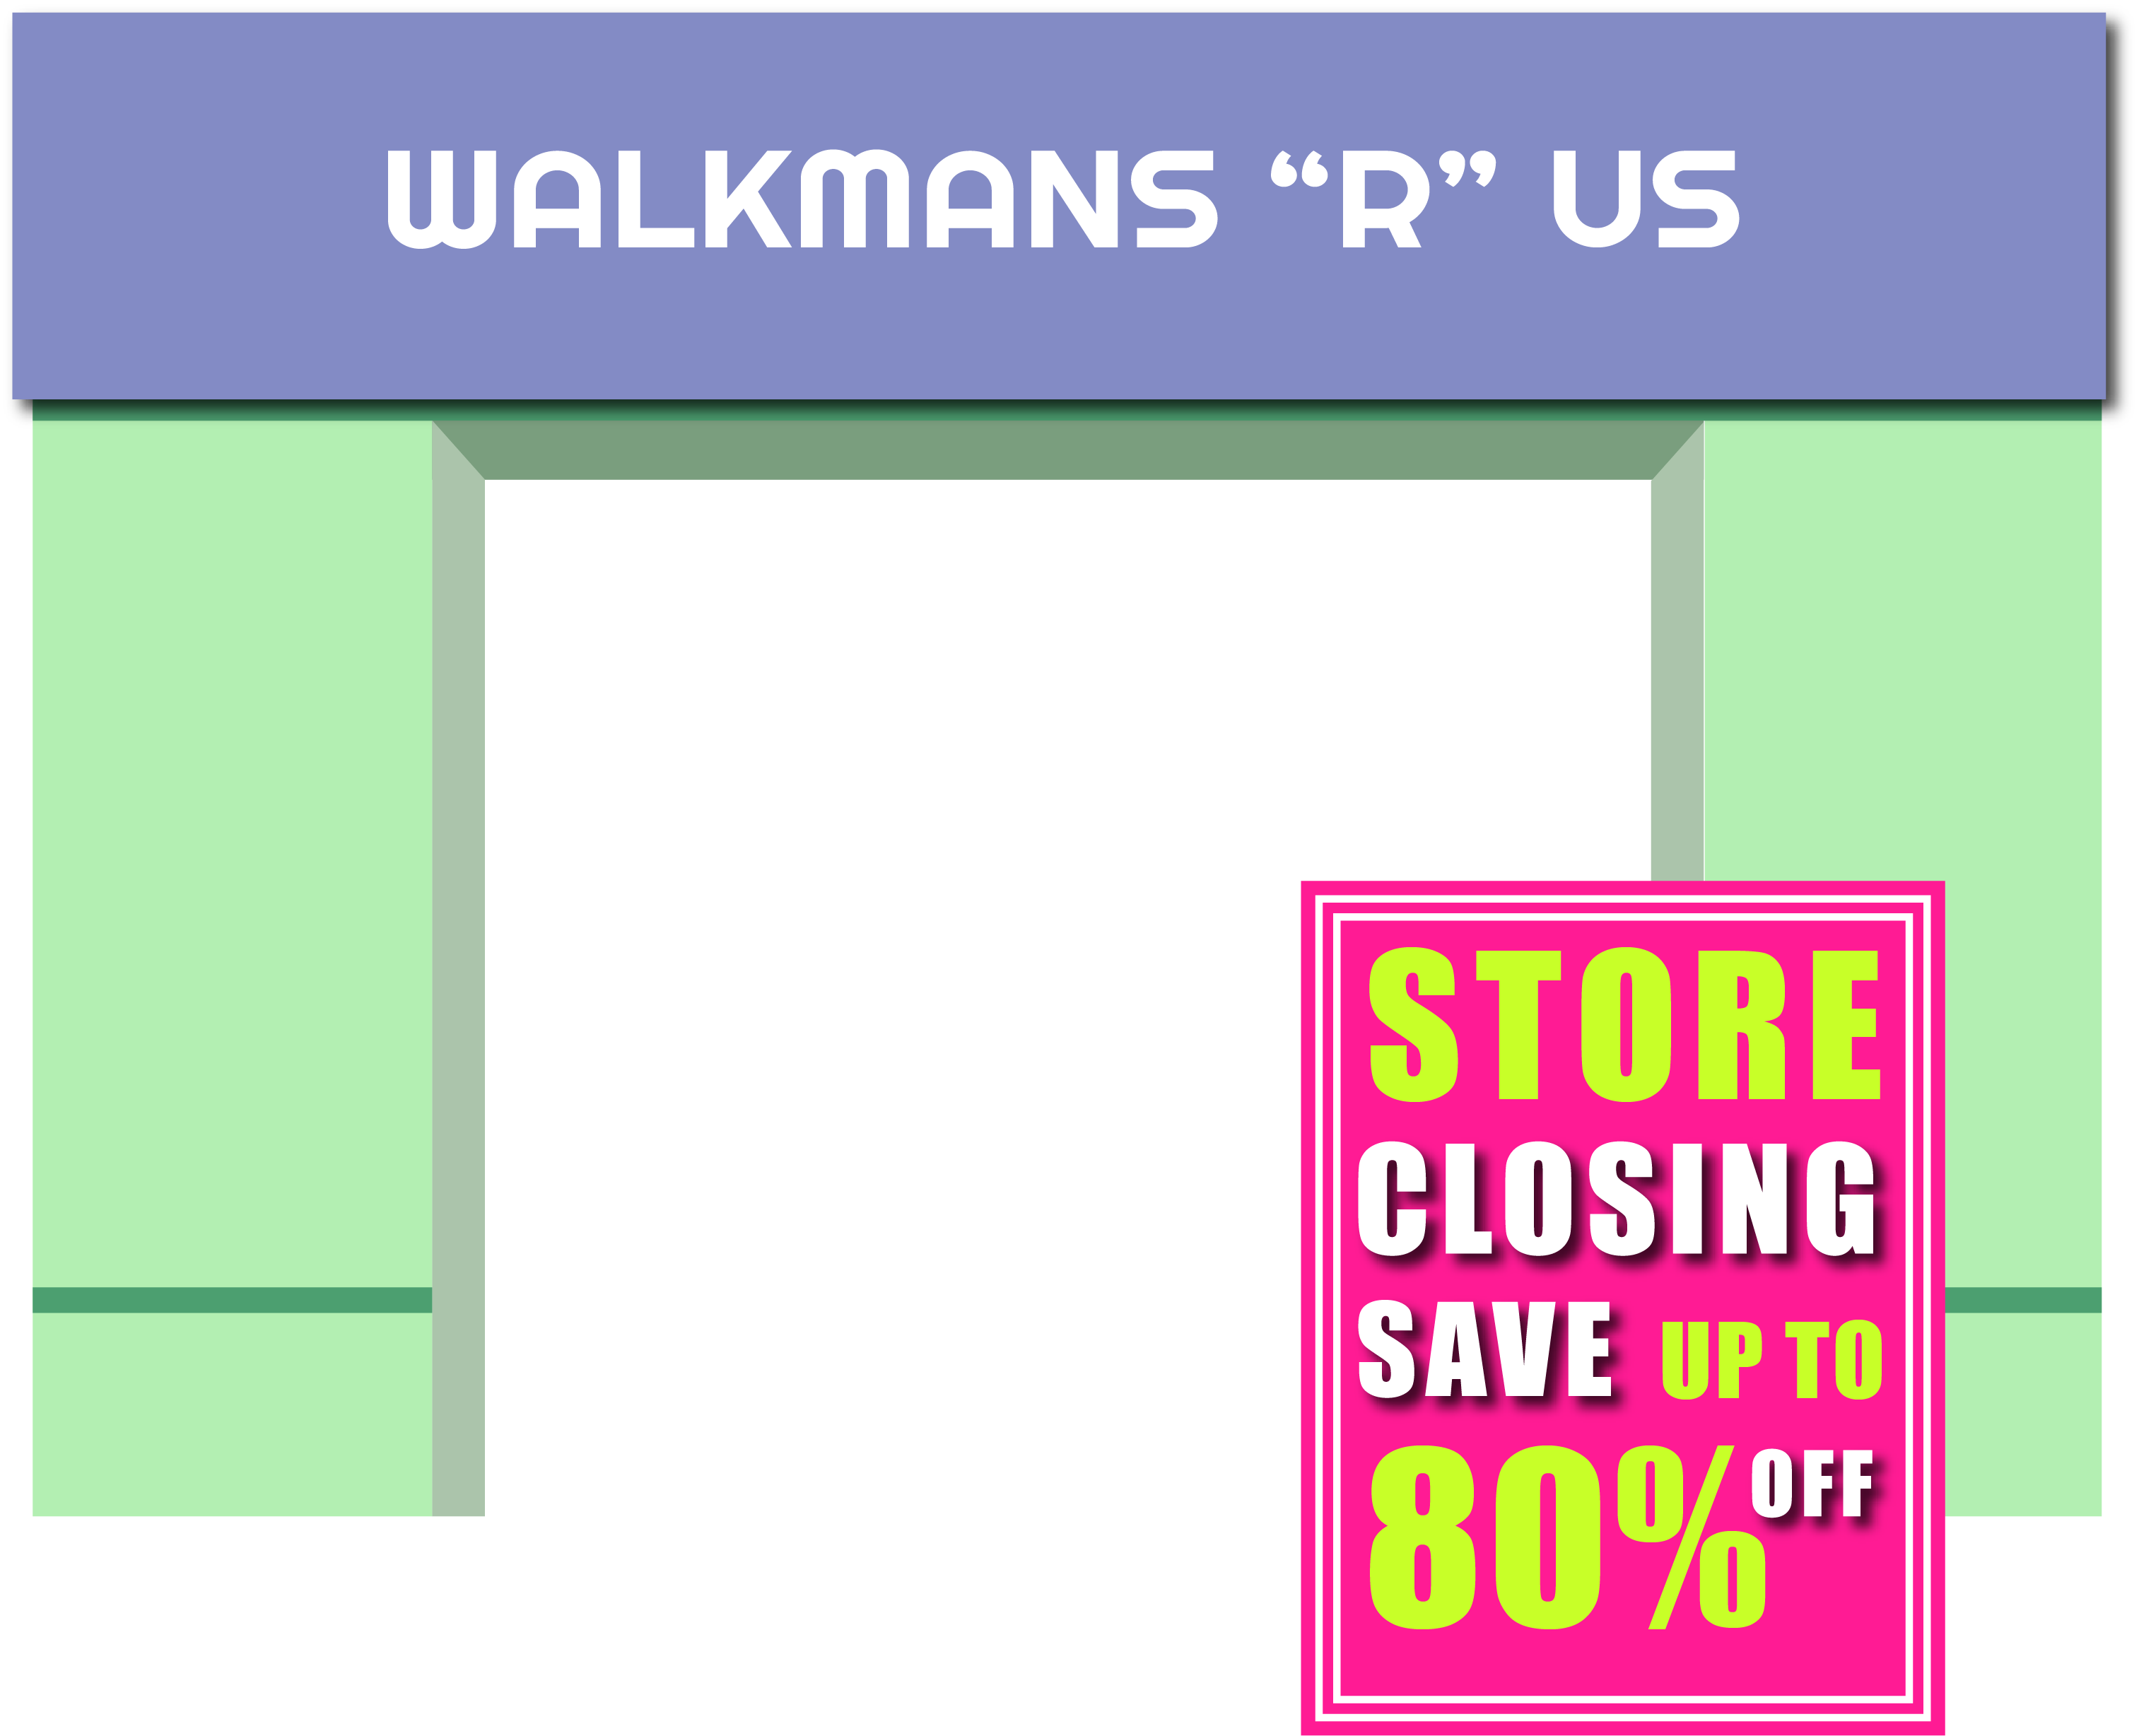 WALKMANS “R” US
STORE
CLOSING
SAVE UP TO
80% OFF